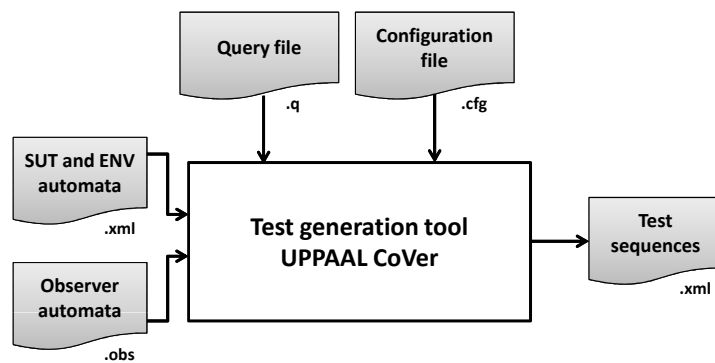 Query file
.q
Configuration
file
.cfg
SUT and ENV
automata
.xml
Observer
automata
.obs
Test generation tool
UPPAAL CoVer
Test
sequences
.xml